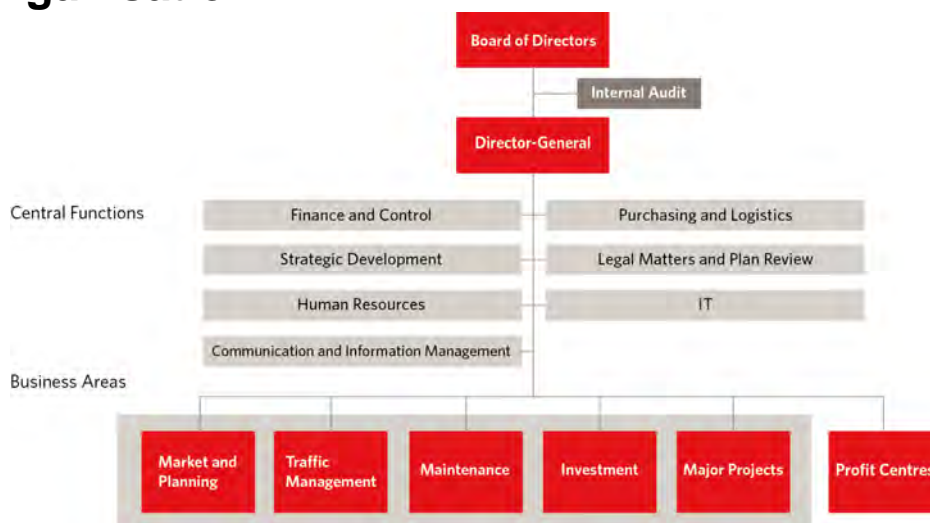 Board of Directors
Internal Audit
Director-General
Central Functions
Finance and Control
Purchasing and Logistics
Strategic Development
Legal Matters and Plan Review
Human Resources
IT
Communication and Information Management
Business Areas
Market and
Planning
Traffic
Management
Maintenance
Investment
Major Projects
Profit Centres